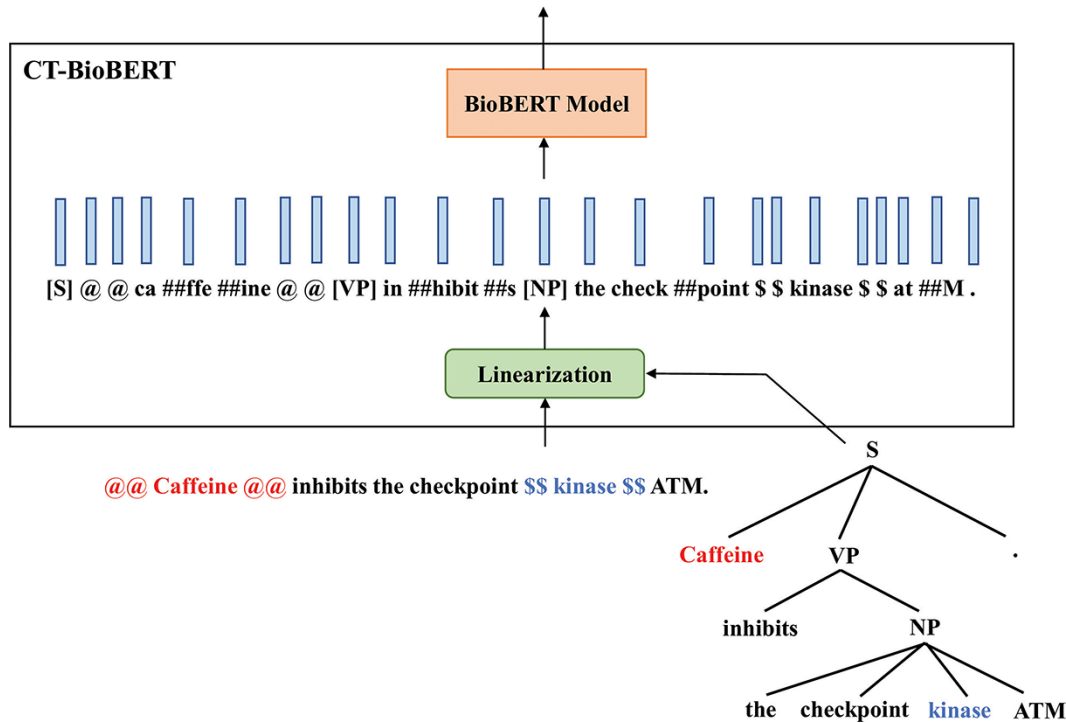 CT-BioBERT
BioBERT Model
[S] @ @ ca ##ffe ##ine @ @ [VP] in ##hibit ##s [NP] the check ##point $ $ kinase $ $ at ##M .
Linearization
@@ Caffeine @@ inhibits the checkpoint $$ kinase $$ ATM.
S
Caffeine VP .
inhibits NP
the checkpoint kinase ATM